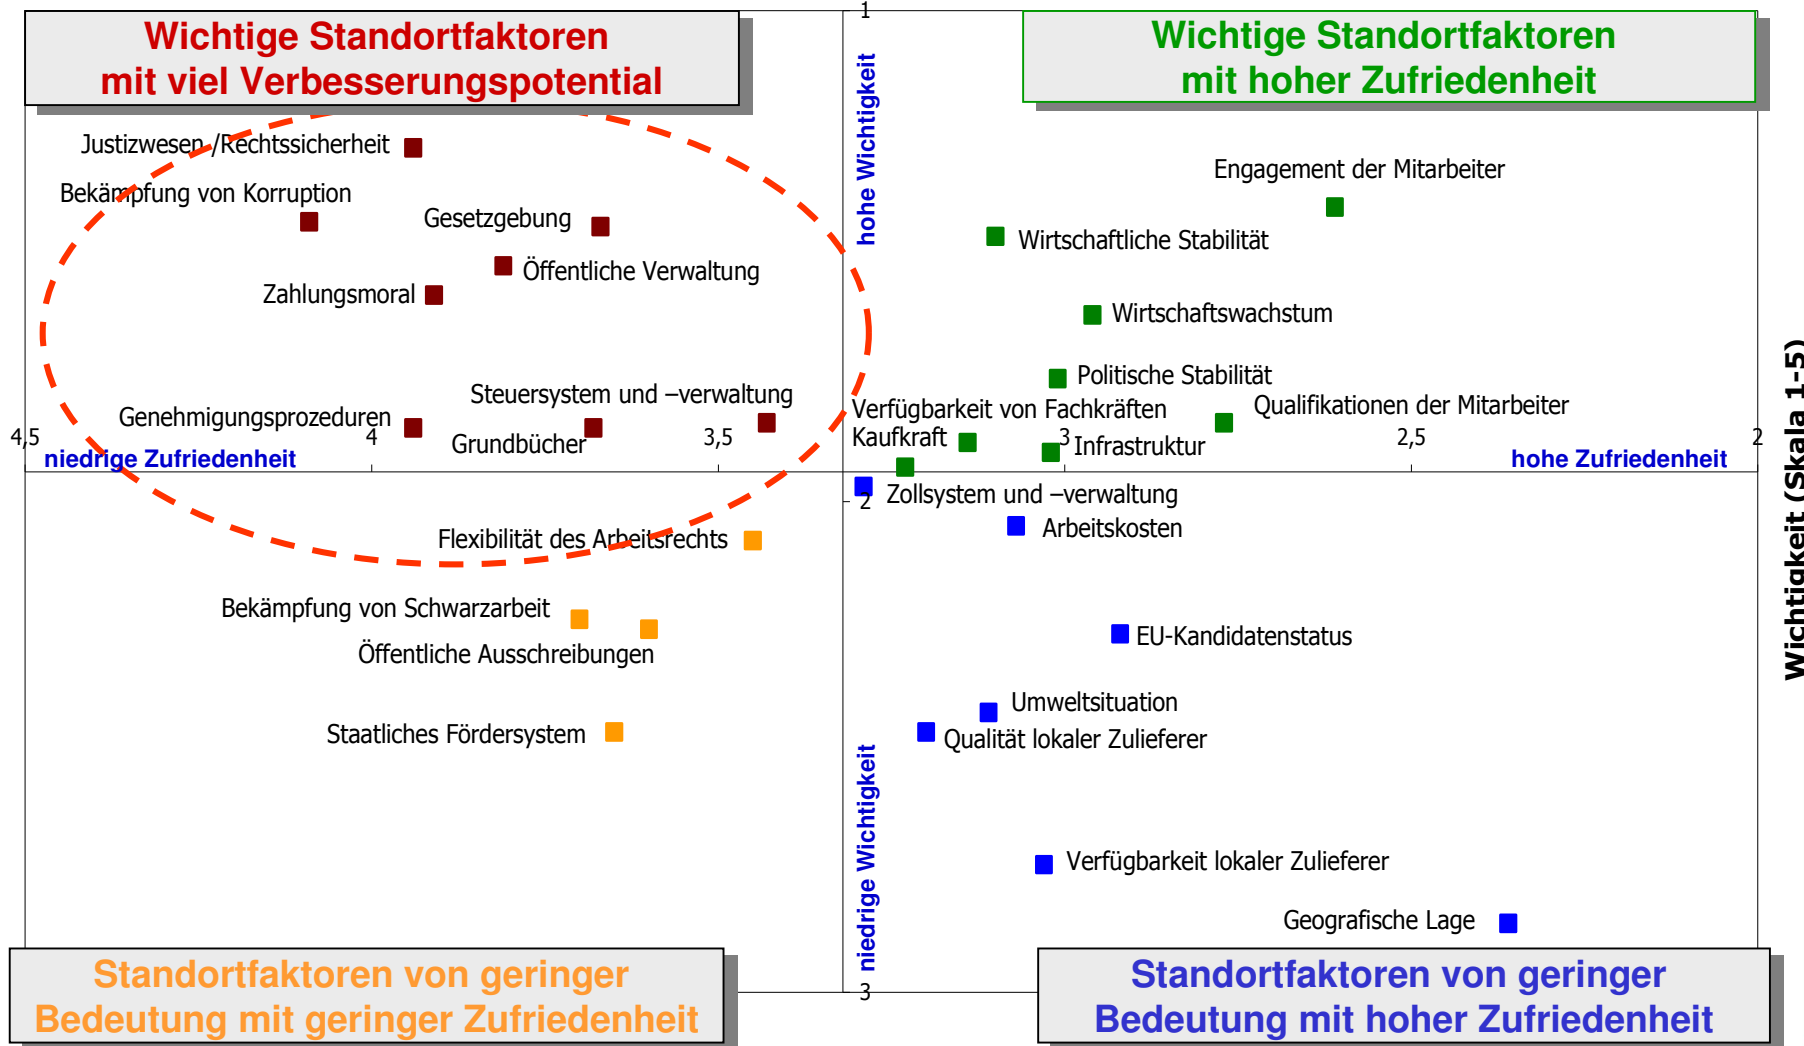 Wichtige Standortfaktoren
mit viel Verbesserungspotential
Wichtige Standortfaktoren
mit hoher Zufriedenheit
1
hohe Wichtigkeit
Justizwesen /Rechtssicherheit
Bekämpfung von Korruption
Gesetzgebung
Öffentliche Verwaltung
Zahlungsmoral
Steuersystem und –verwaltung
Genehmigungsprozeduren
Grundbücher
Engagement der Mitarbeiter
Wirtschaftliche Stabilität
Wirtschaftswachstum
Politische Stabilität
Verfügbarkeit von Fachkräften
Qualifikationen der Mitarbeiter
Kaufkraft
Infrastruktur
4,5
4
3,5
3
2,5
2
niedrige Zufriedenheit
hohe Zufriedenheit
Wichtigkeit (Skala 1-5)
Zollsystem und –verwaltung
2
Arbeitskosten
Flexibilität des Arbeitsrechts
Bekämpfung von Schwarzarbeit
Öffentliche Ausschreibungen
Staatliches Fördersystem
EU-Kandidatenstatus
Umweltsituation
Qualität lokaler Zulieferer
niedrige Wichtigkeit
Verfügbarkeit lokaler Zulieferer
Geografische Lage
3
Standortfaktoren von geringer
Bedeutung mit geringer Zufriedenheit
Standortfaktoren von geringer
Bedeutung mit hoher Zufriedenheit